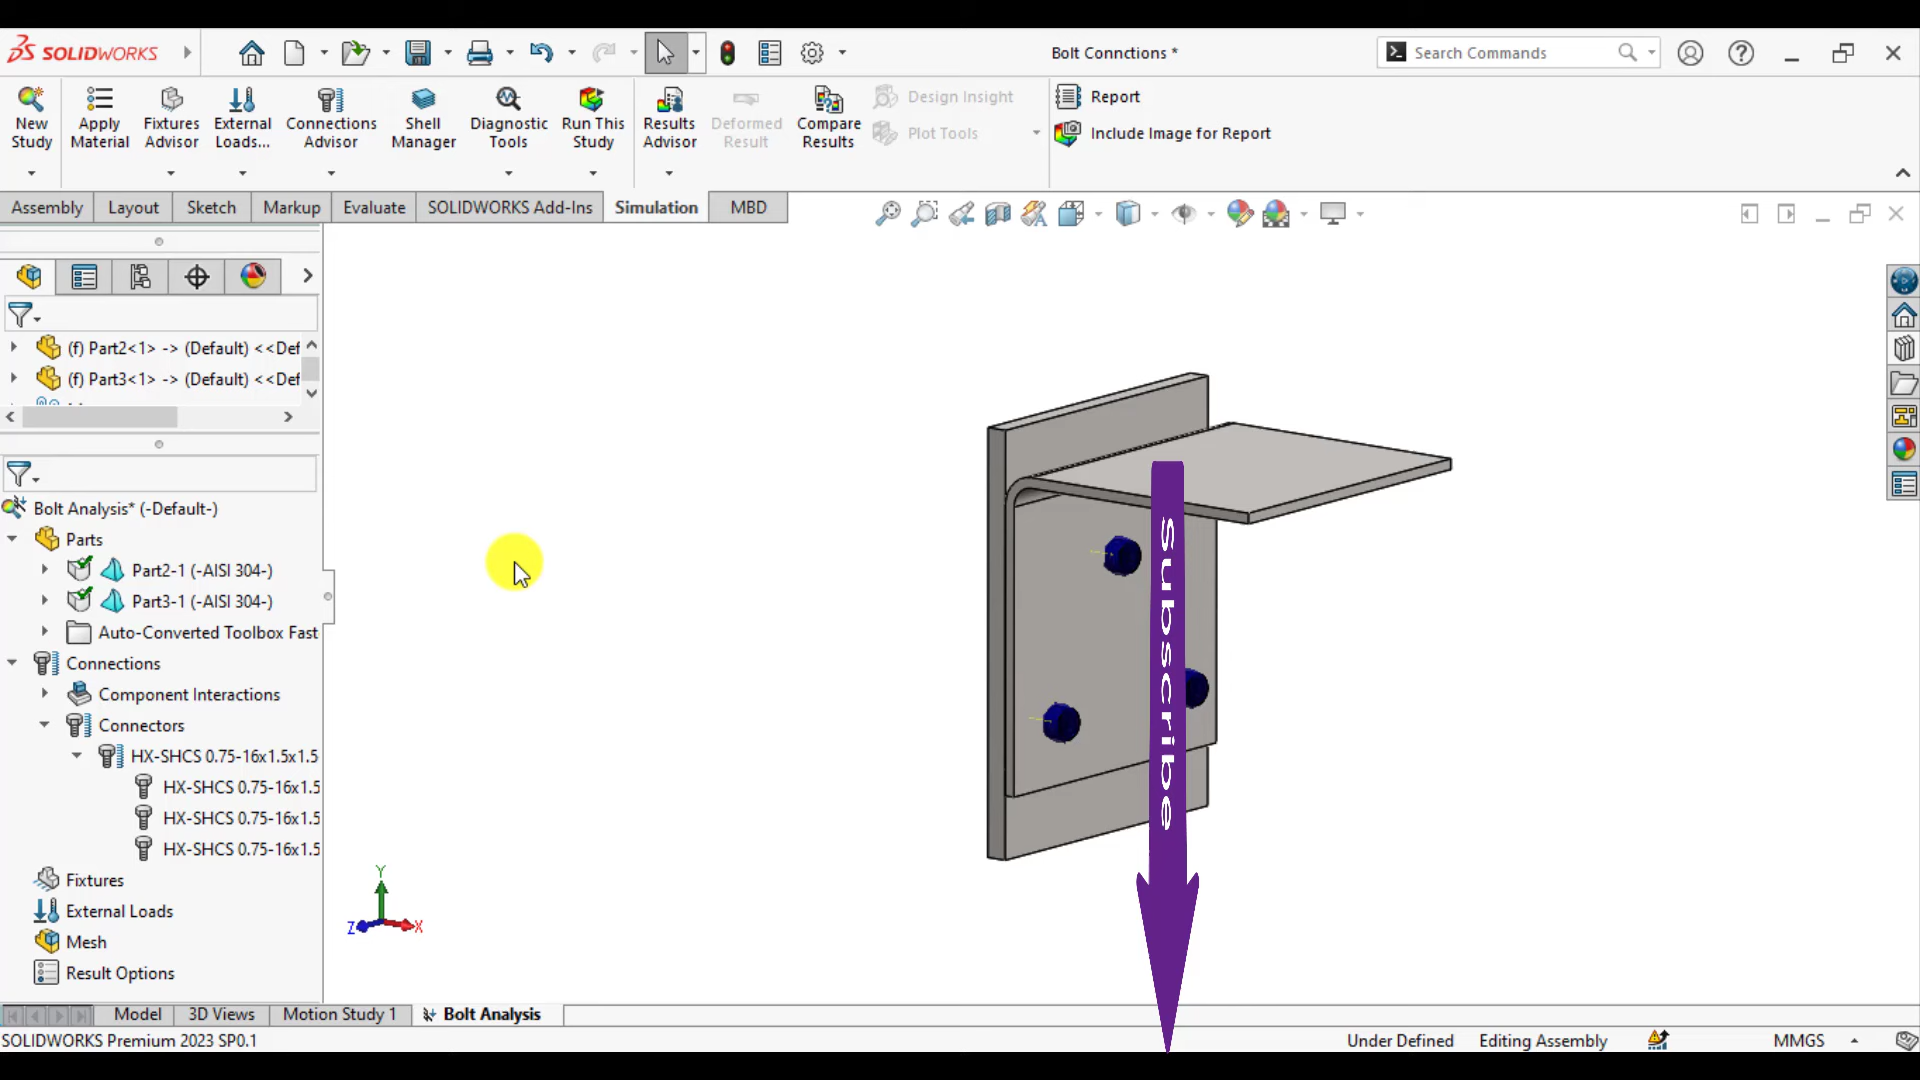 SOLIDWORKS
Bolt Connctions *
Search Commands
New Study
Apply Material
Fixtures Advisor
External Loads...
Connections Advisor
Shell Manager
Diagnostic Tools
Run This Study
Results Advisor
Deformed Result
Compare Results
Design Insight
Plot Tools
Report
Include Image for Report
Assembly
Layout
Sketch
Markup
Evaluate
SOLIDWORKS Add-Ins
Simulation
MBD
(f) Part2<1> -> (Default) <<Def
(f) Part3<1> -> (Default) <<Def
Bolt Analysis* (-Default-)
Parts
Part2-1 (-AISI 304-)
Part3-1 (-AISI 304-)
Auto-Converted Toolbox Fast
Connections
Component Interactions
Connectors
HX-SHCS 0.75-16x1.5x1.5
HX-SHCS 0.75-16x1.5
HX-SHCS 0.75-16x1.5
HX-SHCS 0.75-16x1.5
Fixtures
External Loads
Mesh
Result Options
Subscribe
Y
Z
X
Model
3D Views
Motion Study 1
Bolt Analysis
SOLIDWORKS Premium 2023 SP0.1
Under Defined
Editing Assembly
MMGS